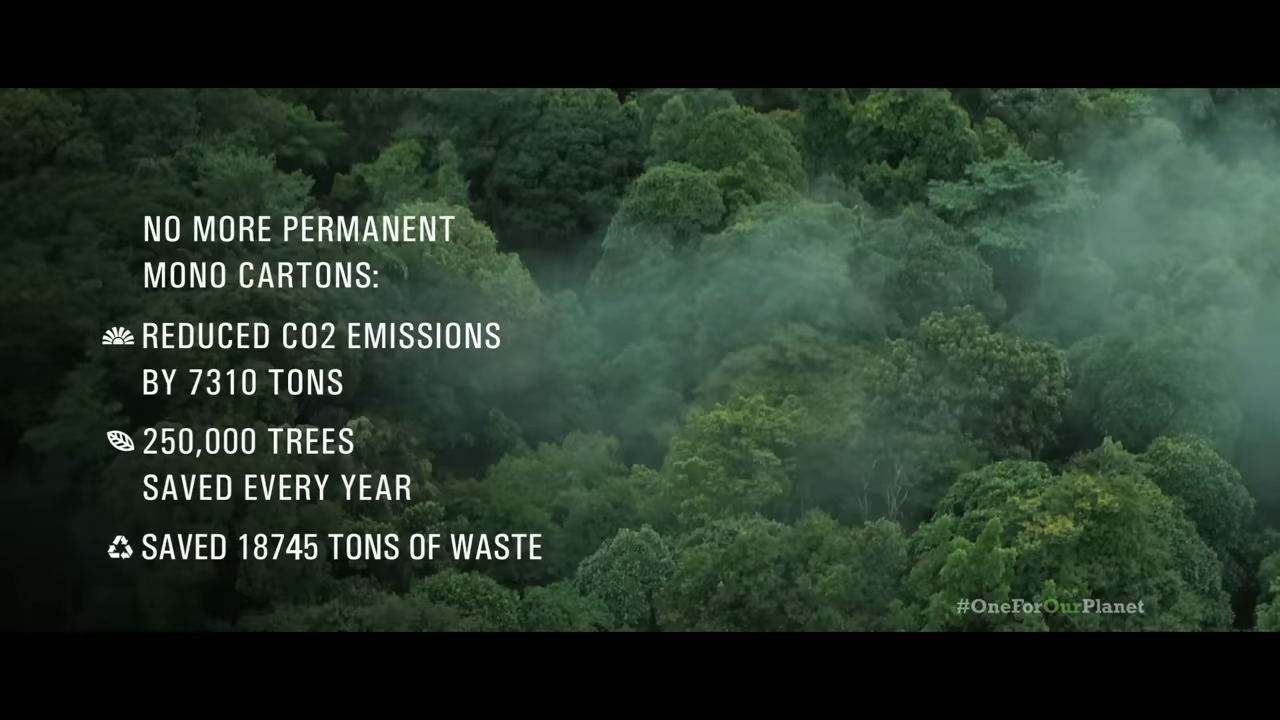 NO MORE PERMANENT
MONO CARTONS:
REDUCED CO2 EMISSIONS
BY 7310 TONS
250,000 TREES
SAVED EVERY YEAR
SAVED 18745 TONS OF WASTE
#OneForOurPlanet